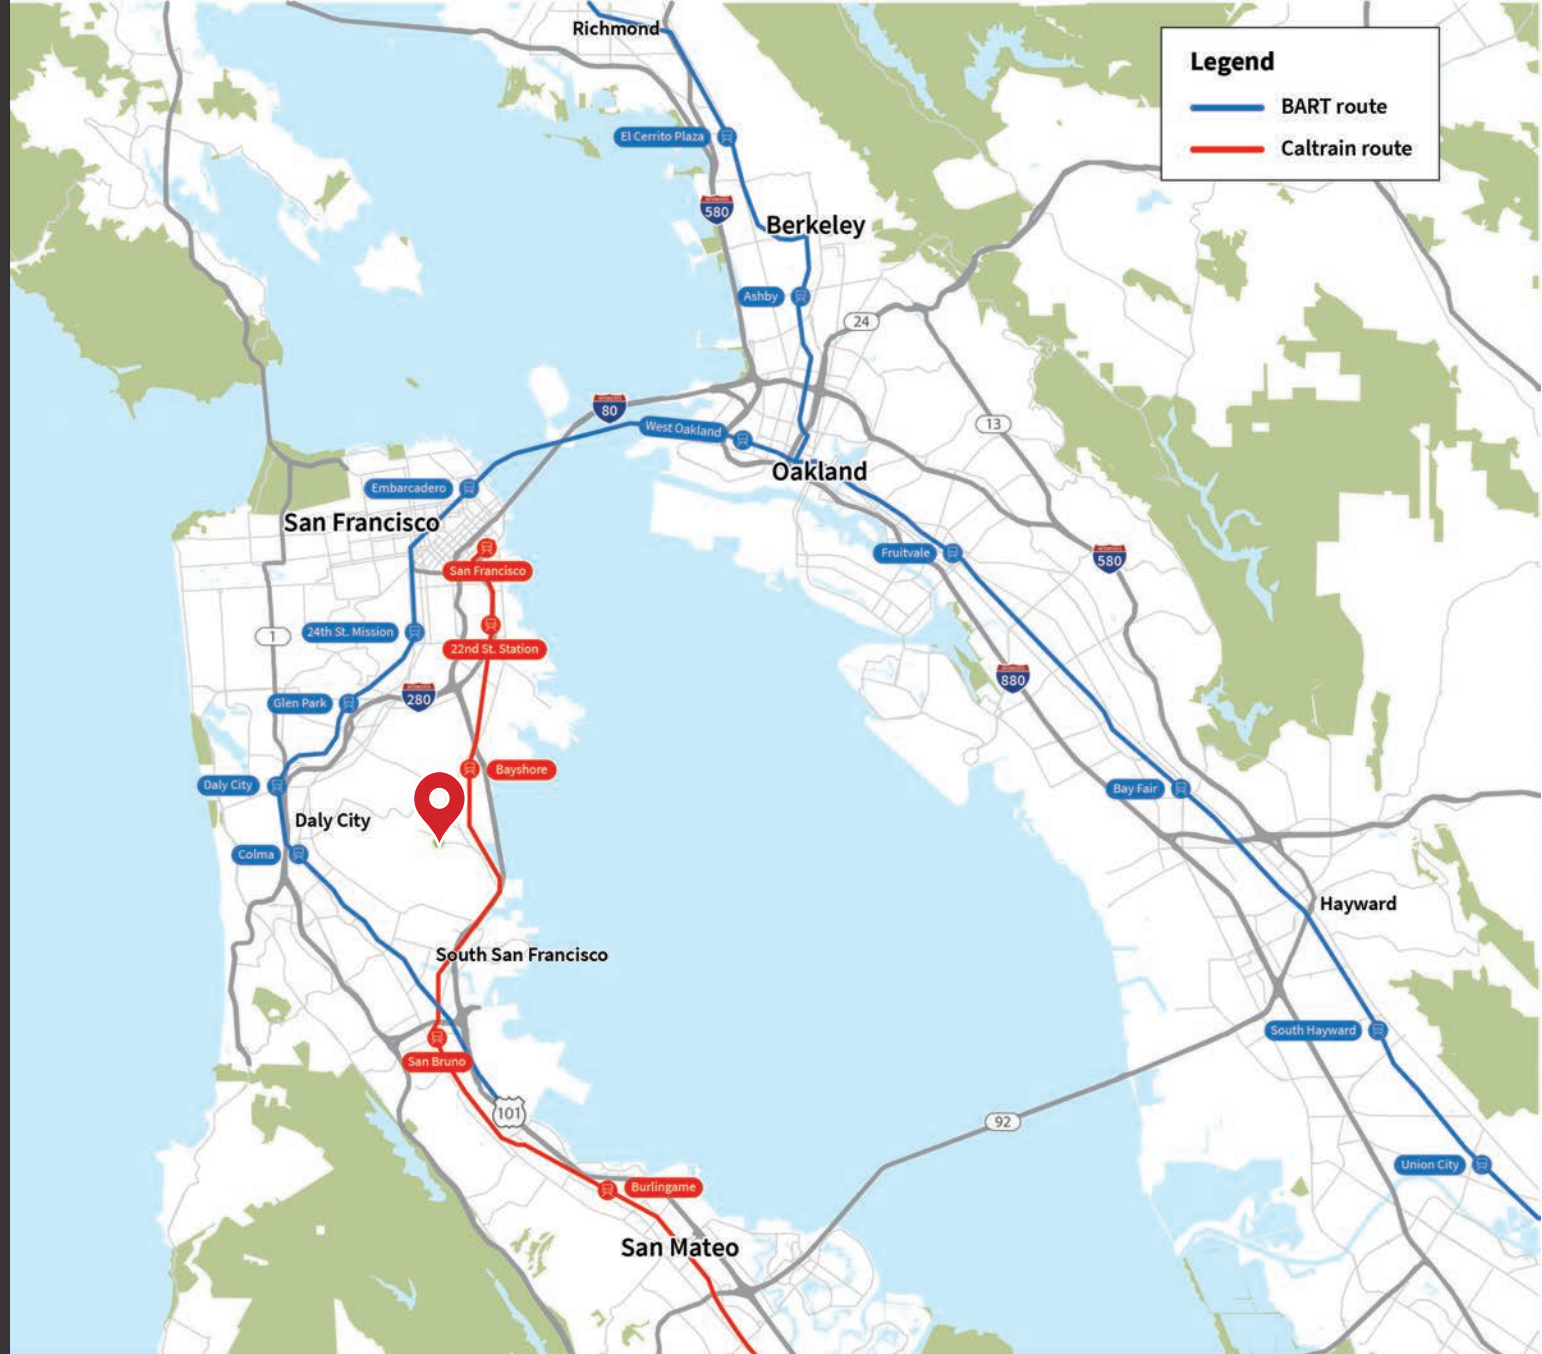 Richmond
Legend
BART route
Caltrain route
El Cerrito Plaza
580
Berkeley
Ashby
24
80
West Oakland
13
Oakland
Embarcadero
San Francisco
Fruitvale
580
San Francisco
1
24th St. Mission
22nd St. Station
880
280
Glen Park
Bayshore
Daly City
Bay Fair
Daly City
Colma
Hayward
South San Francisco
South Hayward
San Bruno
101
92
Union City
Burlingame
San Mateo